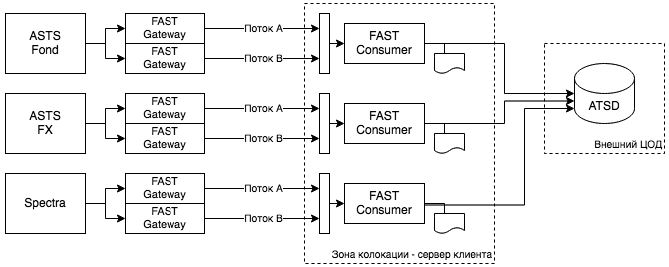 ASTS
Fond
FAST
Gateway
FAST
Gateway
Поток A
Поток B
FAST
Consumer
ASTS
FX
FAST
Gateway
FAST
Gateway
Поток A
Поток B
FAST
Consumer
ATSD
Внешний ЦОД
Spectra
FAST
Gateway
FAST
Gateway
Поток A
Поток B
FAST
Consumer
Зона колокации - сервер клиента